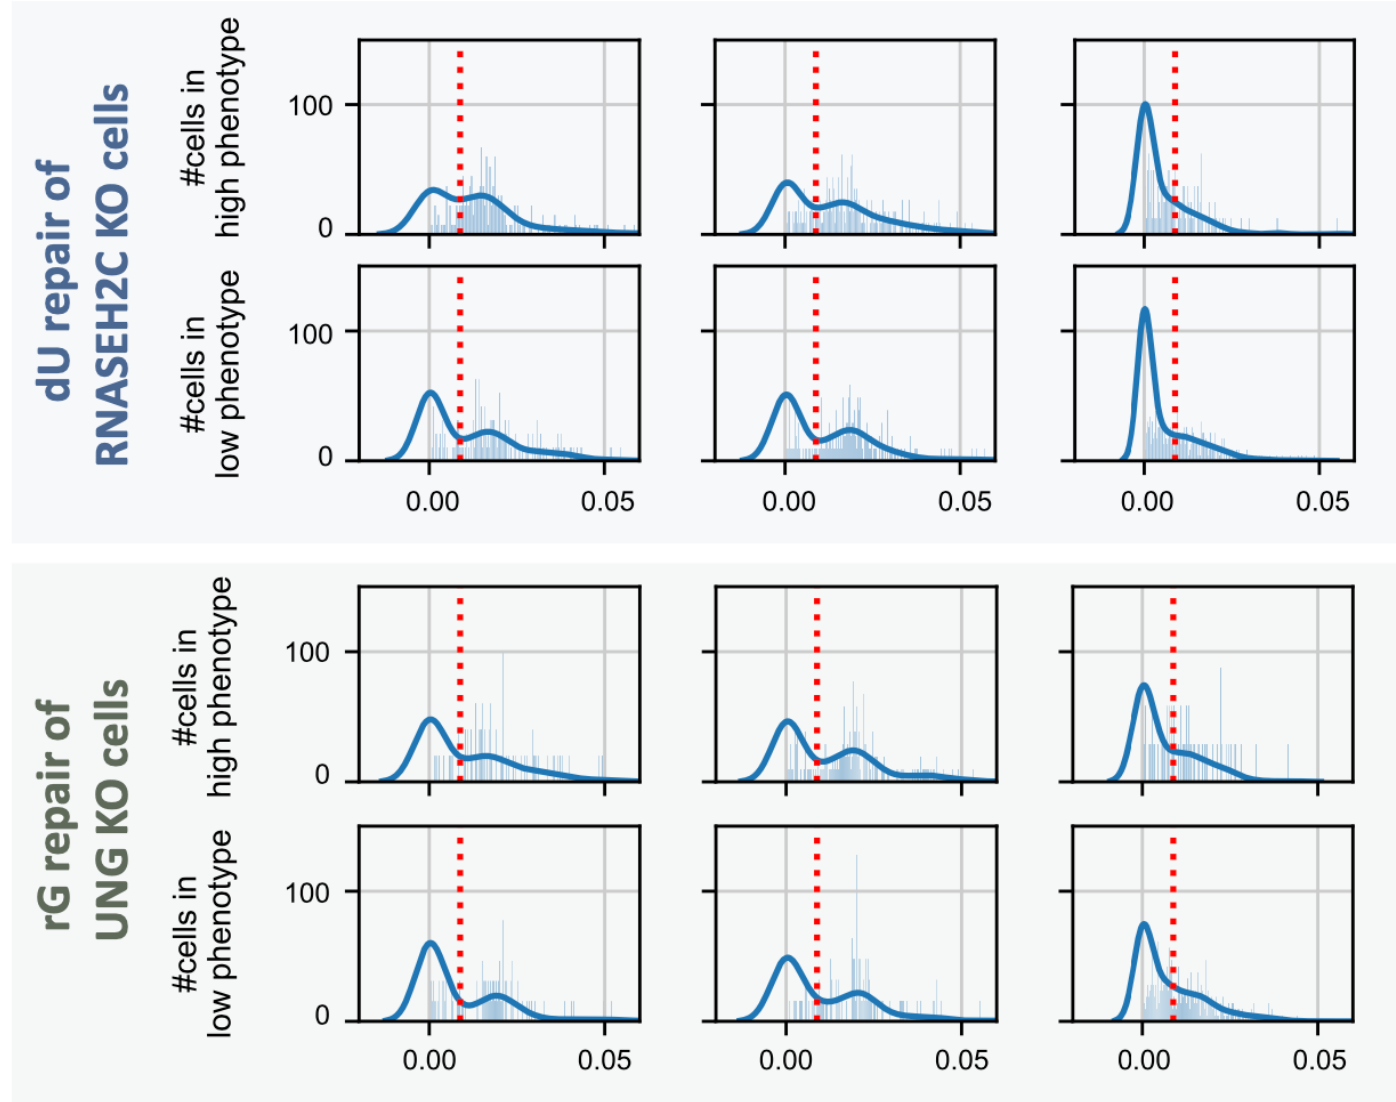 dU repair of
RNASEH2C KO cells
#cells in
high phenotype
100
0
#cells in
low phenotype
100
0
0.00 0.05 0.00 0.05 0.00 0.05
rG repair of
UNG KO cells
#cells in
high phenotype
100
0
#cells in
low phenotype
100
0
0.00 0.05 0.00 0.05 0.00 0.05